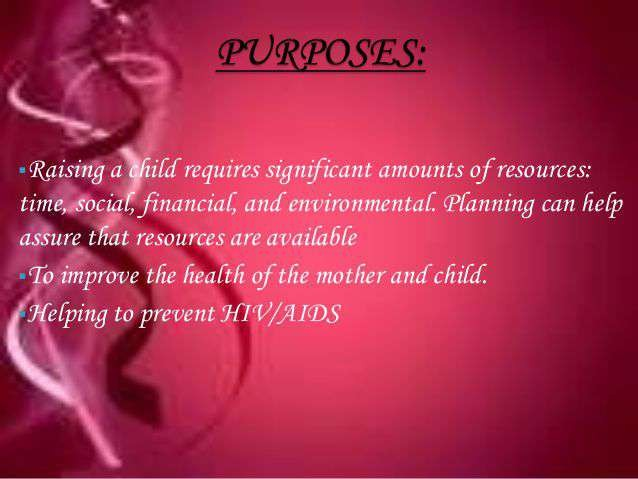 PURPOSES:
▪Raising a child requires significant amounts of resources:
time, social, financial, and environmental. Planning can help
assure that resources are available
▪To improve the health of the mother and child.
▪Helping to prevent HIV/AIDS